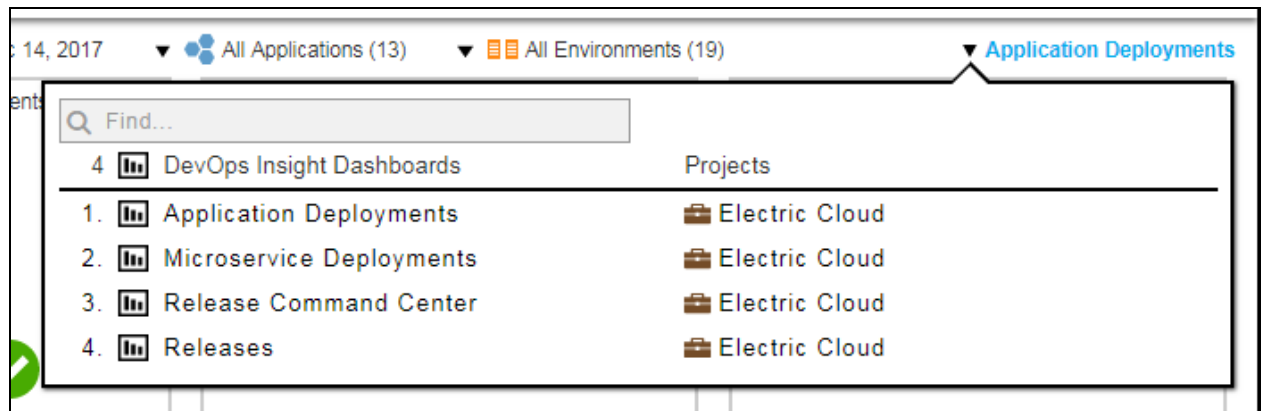 14, 2017 All Applications (13) All Environments (19) Application Deployments
Find...
4 DevOps Insight Dashboards Projects
1. Application Deployments Electric Cloud
2. Microservice Deployments Electric Cloud
3. Release Command Center Electric Cloud
4. Releases Electric Cloud